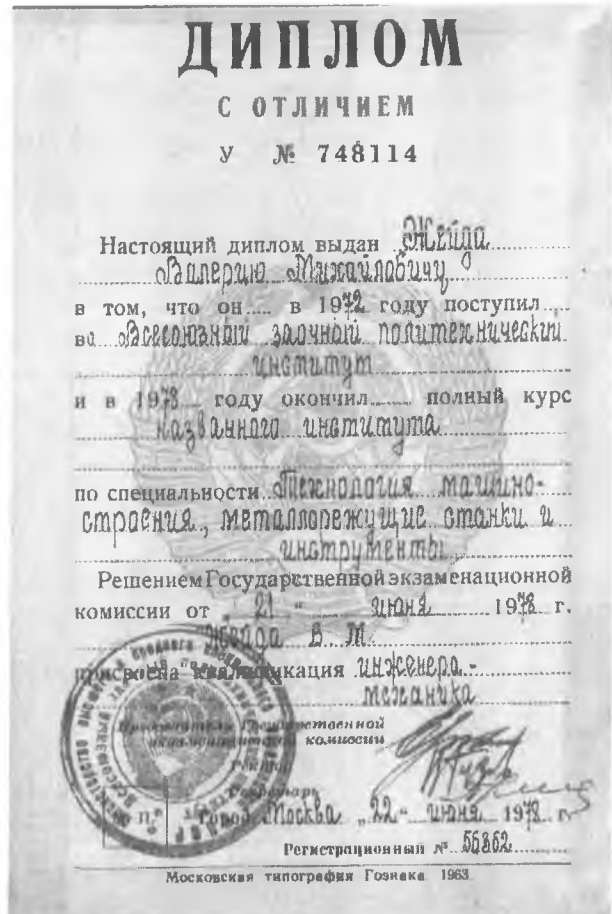 ДИПЛОМ
С ОТЛИЧИЕМ
У № 748114
Настоящий диплом выдан Жейда
Валерию Михайловичу
в том, что он в 1972 году поступил
во Всесоюзный заочный политехнический
институт
и в 1978 году окончил полный курс
названного института
по специальности Технология машино-
строения, металлорежущие станки и
инструменты
Решением Государственной экзаменационной
комиссии от „21“ июня 1978 г.
Жейда В. М.
присвоена квалификация инженера-
механика
Председатель Государственной
экзаменационной комиссии
Ректор
Секретарь
М. П.
Город Москва „22“ июня 1978 г.
Регистрационный №
Московская типография Гознака. 1963.